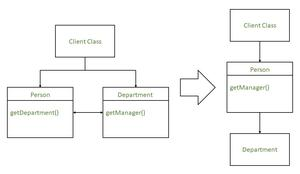 Client Class
Person
getDepartment()
Department
getManager()
Client Class
Person
getManager()
Department